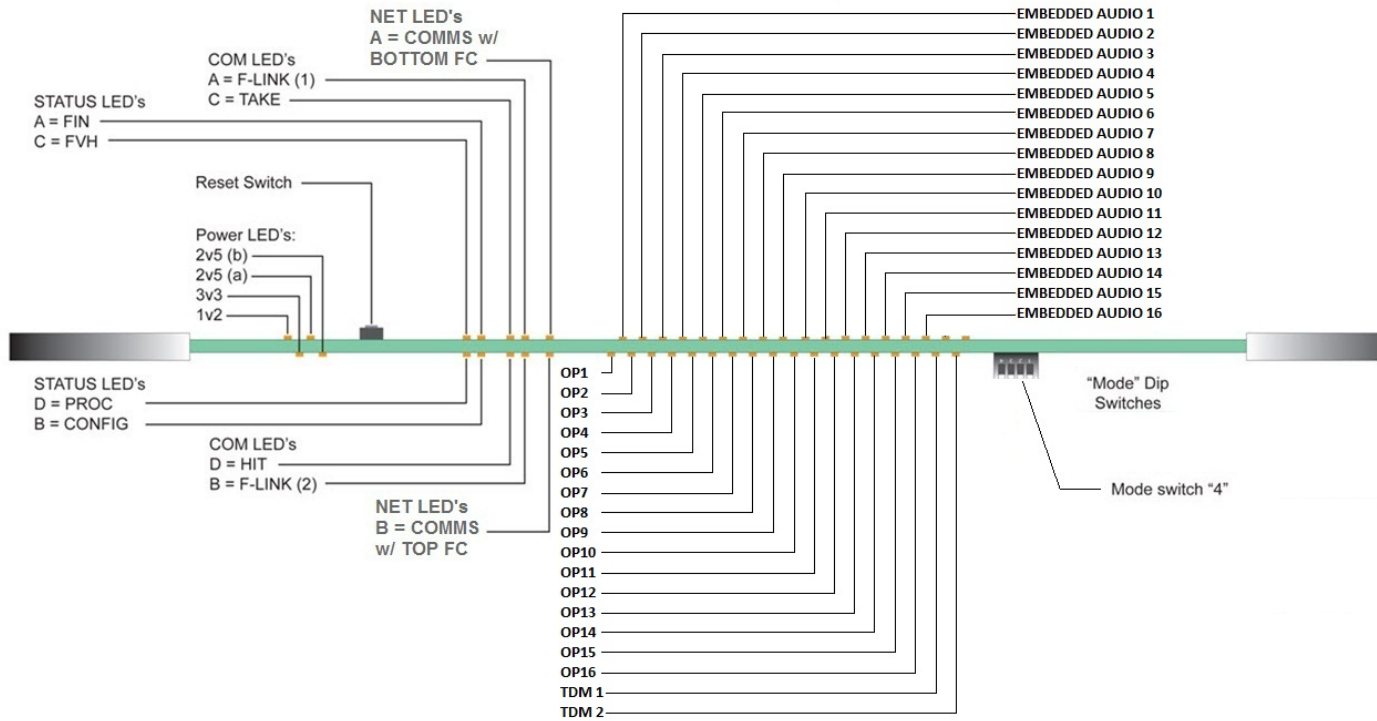 NET LED's
A = COMMS w/
BOTTOM FC
COM LED's
A = F-LINK (1)
C = TAKE
STATUS LED's
A = FIN
C = FVH
Reset Switch
Power LED's:
2v5 (b)
2v5 (a)
3v3
1v2
EMBEDDED AUDIO 1
EMBEDDED AUDIO 2
EMBEDDED AUDIO 3
EMBEDDED AUDIO 4
EMBEDDED AUDIO 5
EMBEDDED AUDIO 6
EMBEDDED AUDIO 7
EMBEDDED AUDIO 8
EMBEDDED AUDIO 9
EMBEDDED AUDIO 10
EMBEDDED AUDIO 11
EMBEDDED AUDIO 12
EMBEDDED AUDIO 13
EMBEDDED AUDIO 14
EMBEDDED AUDIO 15
EMBEDDED AUDIO 16
STATUS LED's
D = PROC
B = CONFIG
COM LED's
D = HIT
B = F-LINK (2)
NET LED's
B = COMMS
w/ TOP FC
OP1
OP2
OP3
OP4
OP5
OP6
OP7
OP8
OP9
OP10
OP11
OP12
OP13
OP14
OP15
OP16
TDM 1
TDM 2
“Mode” Dip
Switches
Mode switch “4”